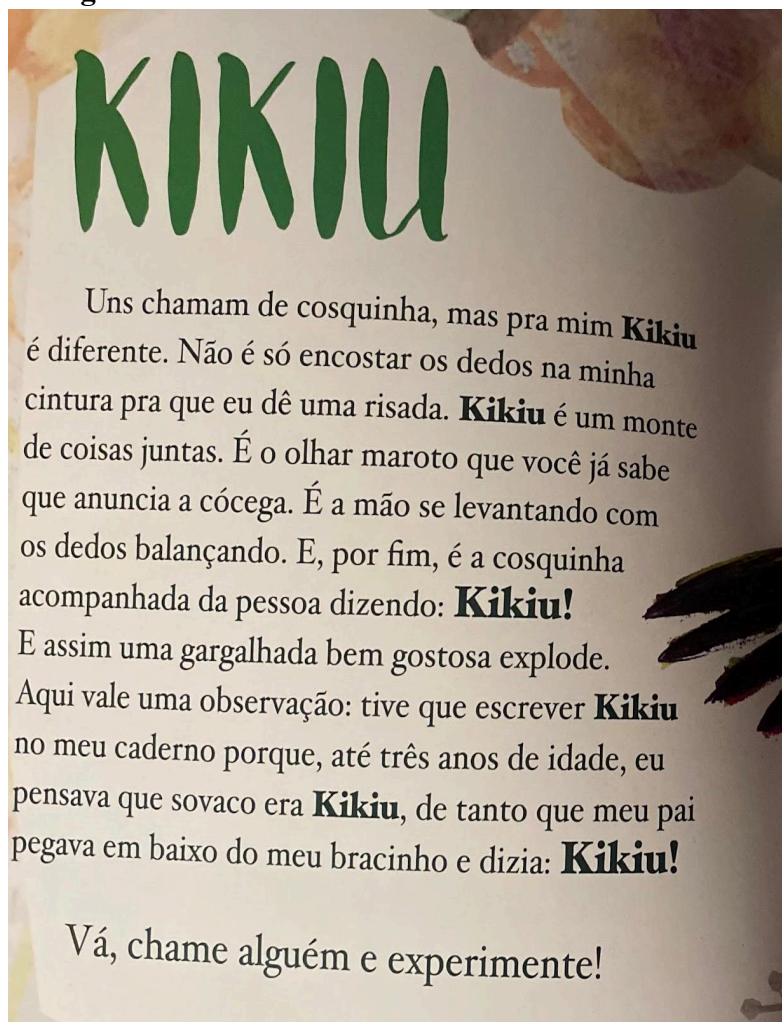 KIKIU
Uns chamam de cosquinha, mas pra mim Kikiu
é diferente. Não é só encostar os dedos na minha
cintura pra que eu dê uma risada. Kikiu é um monte
de coisas juntas. É o olhar maroto que você já sabe
que anuncia a cócega. É a mão se levantando com
os dedos balançando. E, por fim, é a cosquinha
acompanhada da pessoa dizendo: Kikiu!
E assim uma gargalhada bem gostosa explode.
Aqui vale uma observação: tive que escrever Kikiu
no meu caderno porque, até três anos de idade, eu
pensava que sovaco era Kikiu, de tanto que meu pai
pegava em baixo do meu bracinho e dizia: Kikiu!
Vá, chame alguém e experimente!